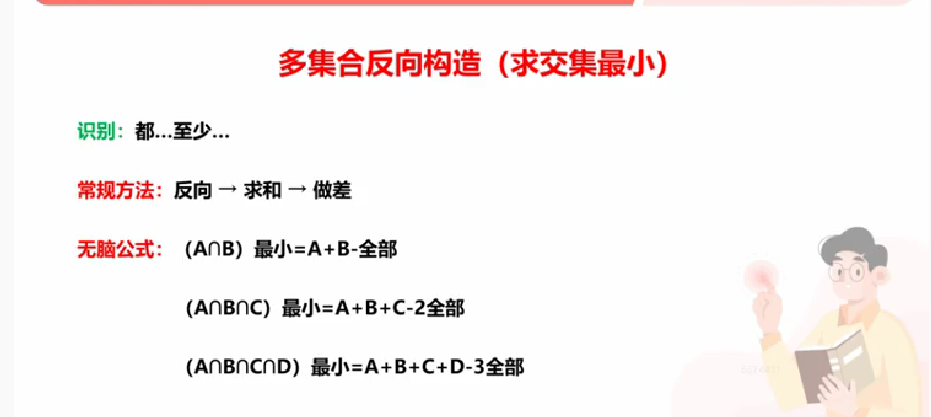 多集合反向构造（求交集最小）
识别：都...至少...
常规方法：反向 → 求和 → 做差
无脑公式：（A∩B）最小=A+B-全部
（A∩B∩C）最小=A+B+C-2全部
（A∩B∩C∩D）最小=A+B+C+D-3全部